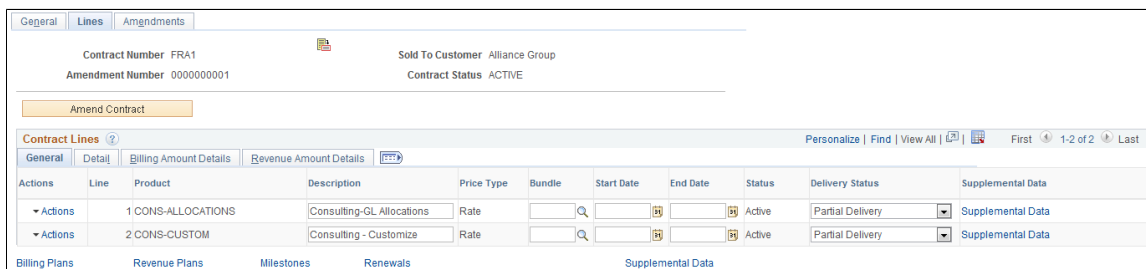 General Lines Amendments
Contract Number FRA1 Sold To Customer Alliance Group
Amendment Number 0000000001 Contract Status ACTIVE
Amend Contract
Contract Lines ? Personalize | Find | View All | | First 1-2 of 2 Last
General Detail Billing Amount Details Revenue Amount Details
Actions Line Product Description Price Type Bundle Start Date End Date Status Delivery Status Supplemental Data
Actions 1 CONS-ALLOCATIONS Consulting-GL Allocations Rate 31 31 Active Partial Delivery Supplemental Data
Actions 2 CONS-CUSTOM Consulting - Customize Rate 31 31 Active Partial Delivery Supplemental Data
Billing Plans Revenue Plans Milestones Renewals Supplemental Data